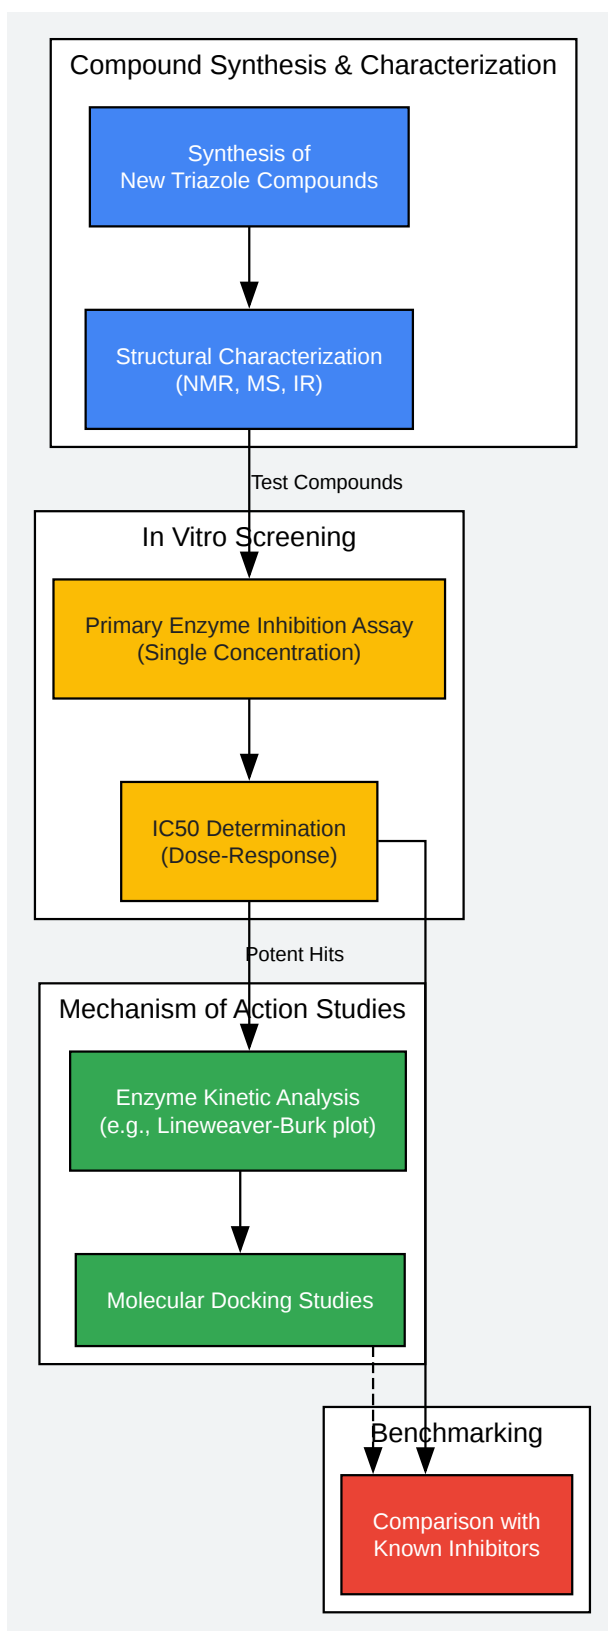 Compound Synthesis & Characterization
Synthesis of
New Triazole Compounds
Structural Characterization
(NMR, MS, IR)
Test Compounds
In Vitro Screening
Primary Enzyme Inhibition Assay
(Single Concentration)
IC50 Determination
(Dose-Response)
Potent Hits
Mechanism of Action Studies
Enzyme Kinetic Analysis
(e.g., Lineweaver-Burk plot)
Molecular Docking Studies
Benchmarking
Comparison with
Known Inhibitors